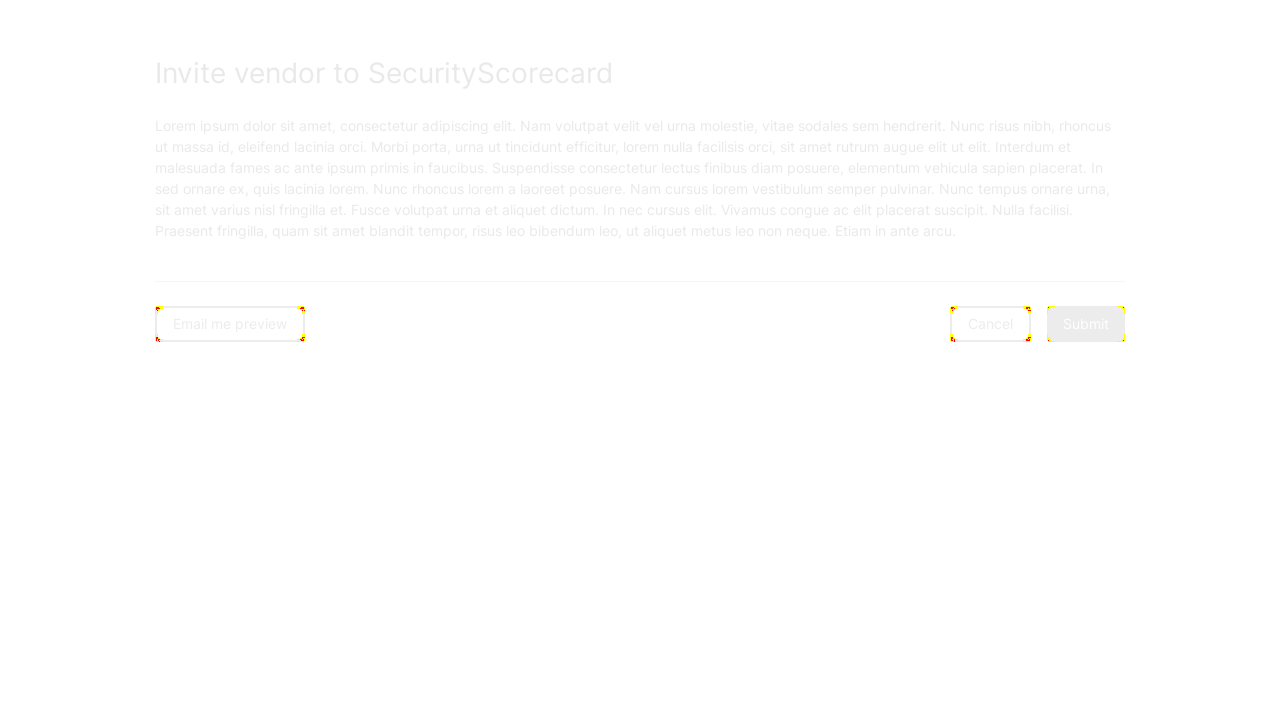 Invite vendor to SecurityScorecard
Lorem ipsum dolor sit amet, consectetur adipiscing elit. Nam volutpat velit vel urna molestie, vitae sodales sem hendrerit. Nunc risus nibh, rhoncus
ut massa id, eleifend lacinia orci. Morbi porta, urna ut tincidunt efficitur, lorem nulla facilisis orci, sit amet rutrum augue elit ut elit. Interdum et
malesuada fames ac ante ipsum primis in faucibus. Suspendisse consectetur lectus finibus diam posuere, elementum vehicula sapien placerat. In
sed ornare ex, quis lacinia lorem. Nunc rhoncus lorem a laoreet posuere. Nam cursus lorem vestibulum semper pulvinar. Nunc tempus ornare urna,
sit amet varius nisl fringilla et. Fusce volutpat urna et aliquet dictum. In nec cursus elit. Vivamus congue ac elit placerat suscipit. Nulla facilisi.
Praesent fringilla, quam sit amet blandit tempor, risus leo bibendum leo, ut aliquet metus leo non neque. Etiam in ante arcu.
Email me preview
Cancel
Submit